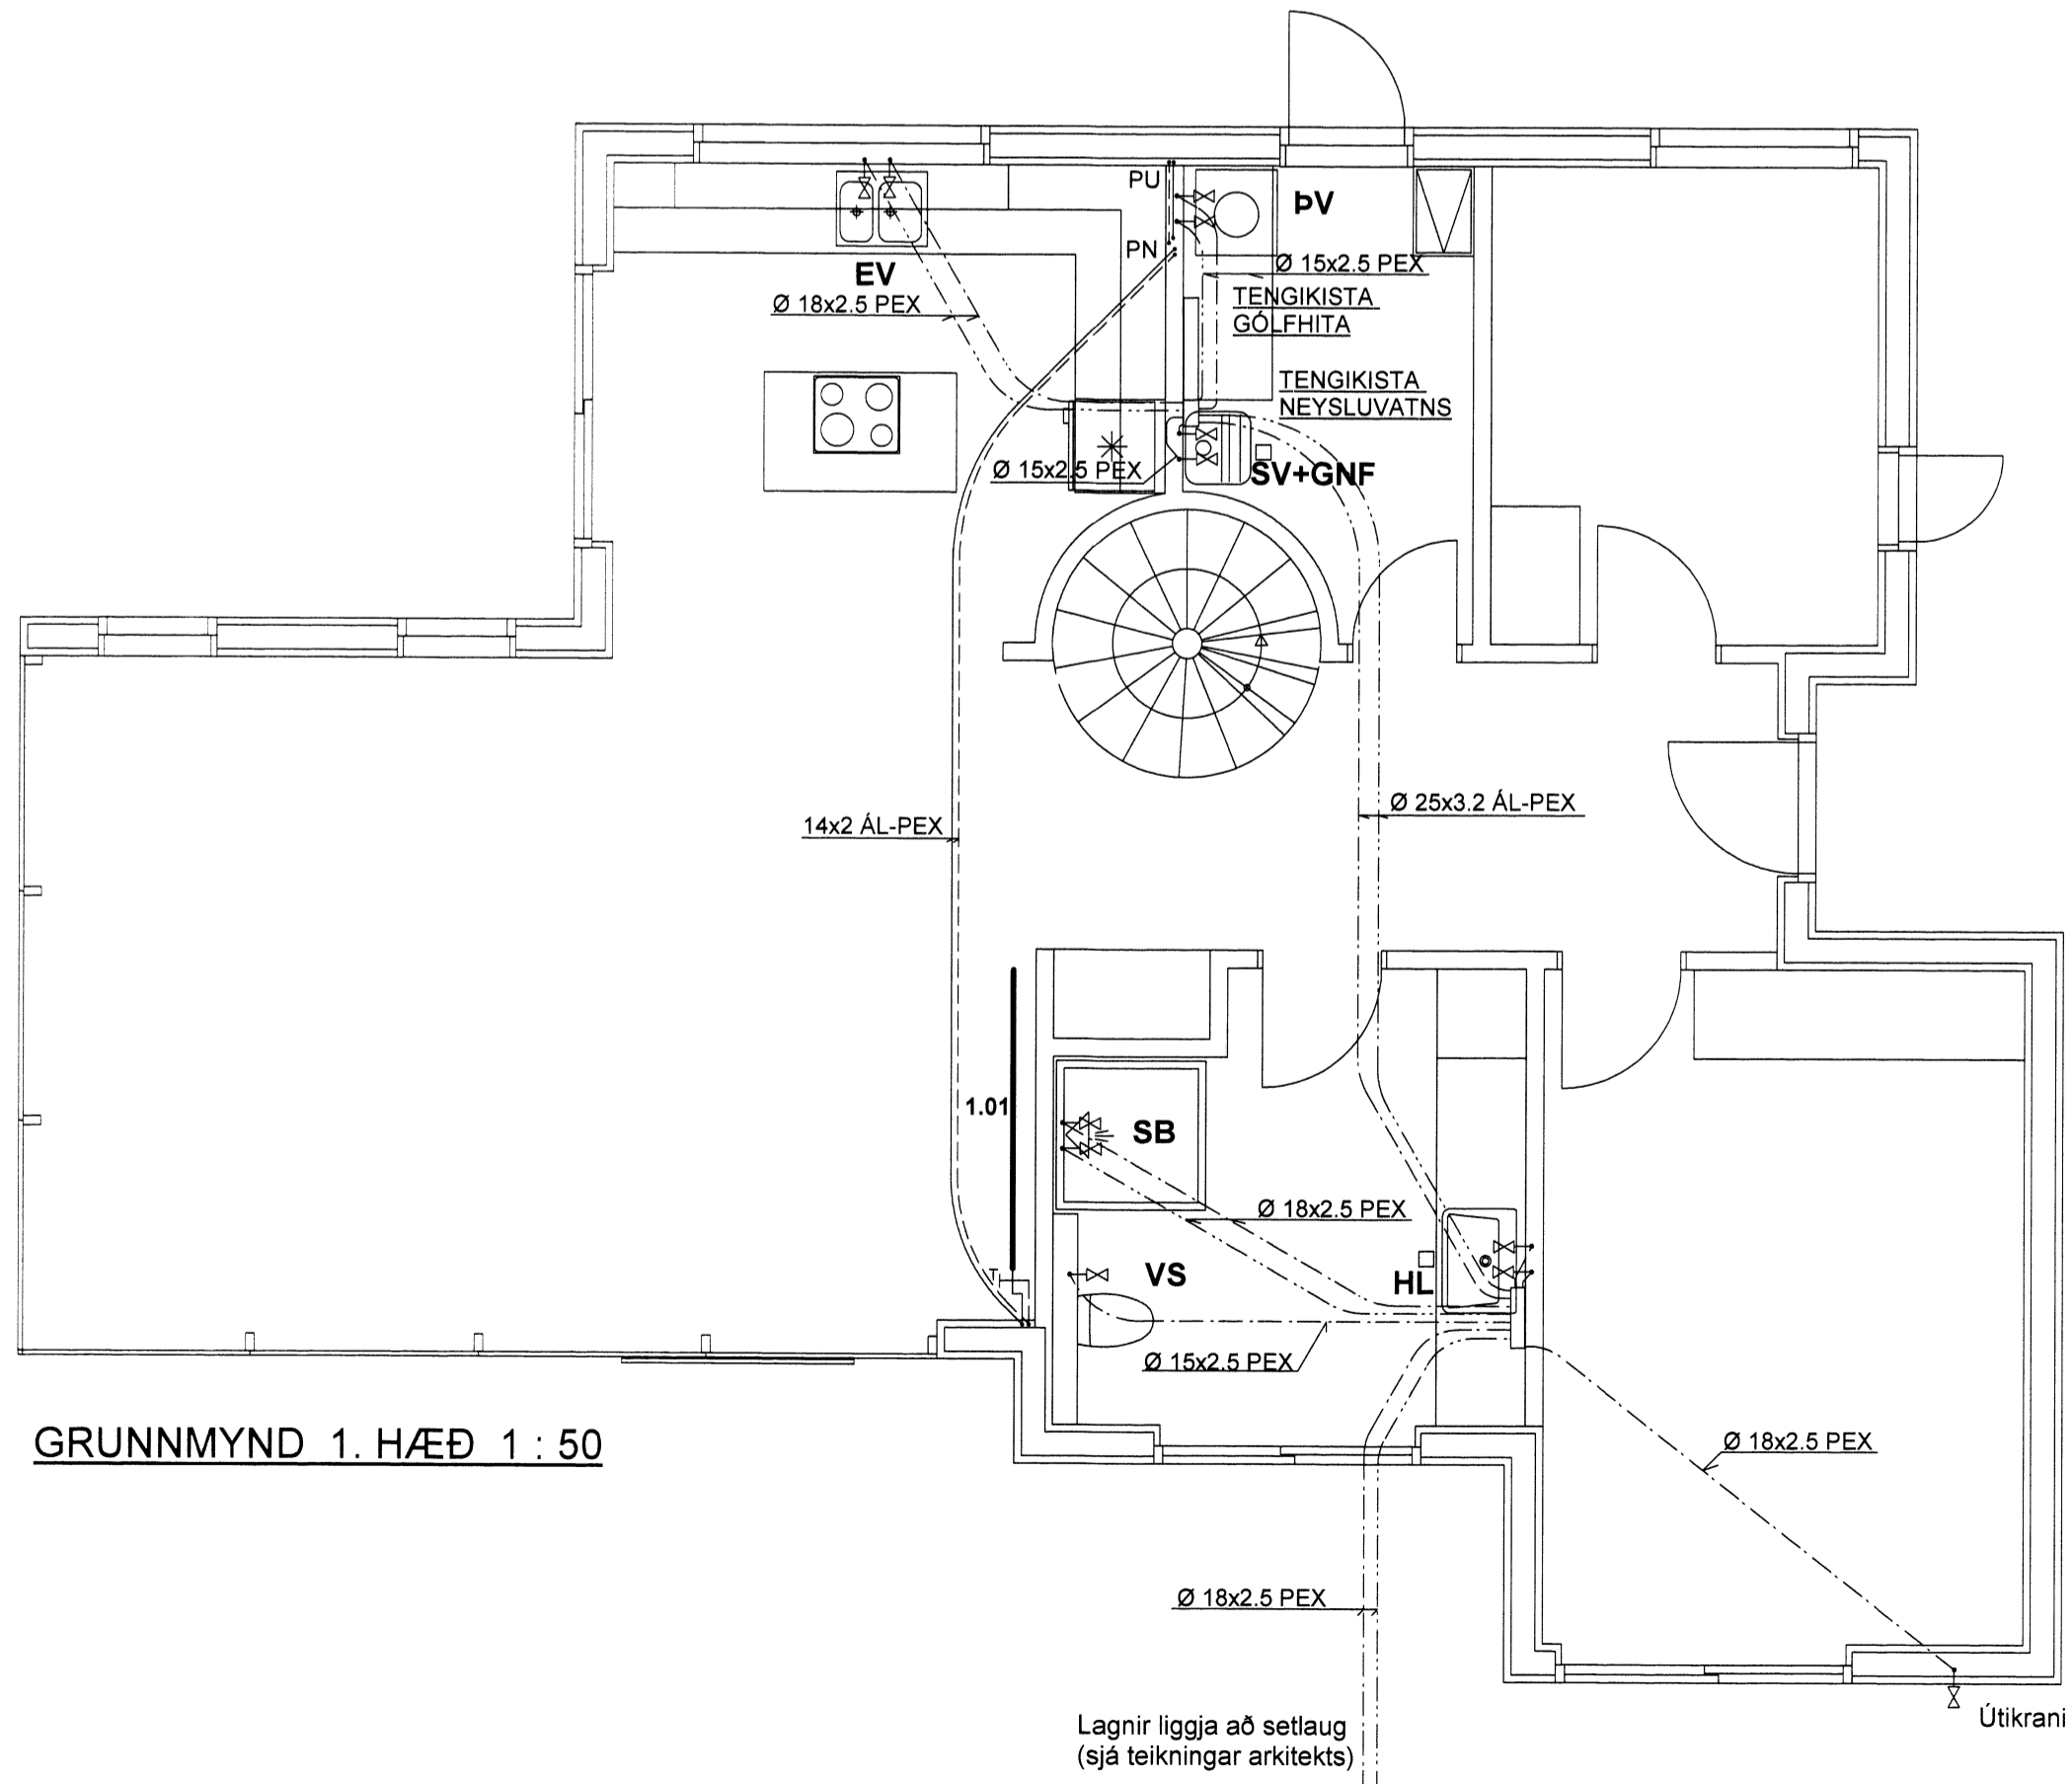 PU
ÞV
PN
EV
Ø 18x2.5 PEX
Ø 15x2.5 PEX
TENGIKISTA
GÓLFHITA
TENGIKISTA
NEYSLUVATNS
Ø 15x2.5 PEX
SV+GNF
14x2 ÁL-PEX
Ø 25x3.2 ÁL-PEX
1.01
SB
Ø 18x2.5 PEX
VS
HL
Ø 15x2.5 PEX
GRUNNMYND 1. HÆÐ 1 : 50
Ø 18x2.5 PEX
Ø 18x2.5 PEX
Lagnir liggja að setlaug
(sjá teikningar arkitekts)
Útikrani